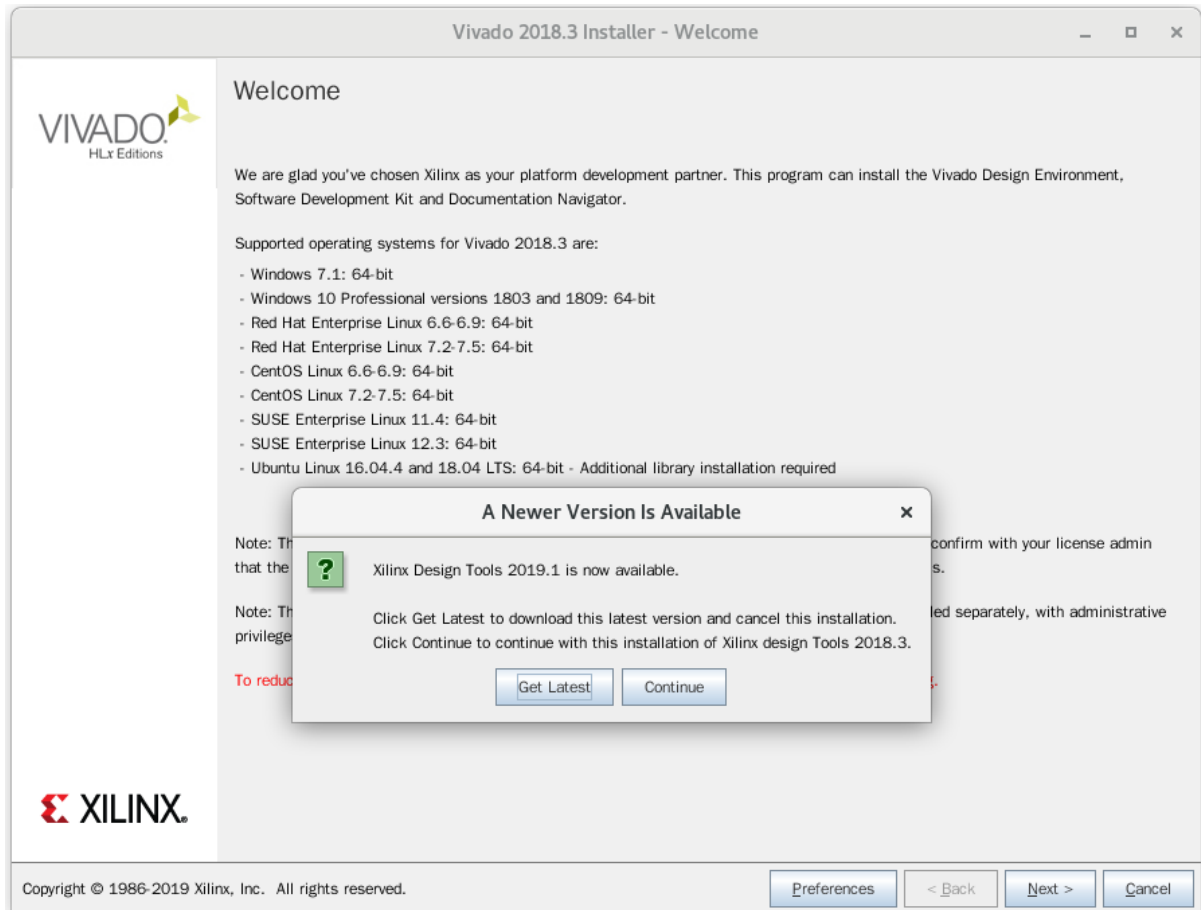 Vivado 2018.3 Installer - Welcome
VIVADO.
HLx Editions
Welcome
We are glad you've chosen Xilinx as your platform development partner. This program can install the Vivado Design Environment,
Software Development Kit and Documentation Navigator.
Supported operating systems for Vivado 2018.3 are:
- Windows 7.1: 64-bit
- Windows 10 Professional versions 1803 and 1809: 64-bit
- Red Hat Enterprise Linux 6.6-6.9: 64-bit
- Red Hat Enterprise Linux 7.2-7.5: 64-bit
- CentOS Linux 6.6-6.9: 64-bit
- CentOS Linux 7.2-7.5: 64-bit
- SUSE Enterprise Linux 11.4: 64-bit
- SUSE Enterprise Linux 12.3: 64-bit
- Ubuntu Linux 16.04.4 and 18.04 LTS: 64-bit - Additional library installation required
A Newer Version Is Available
Note: confirm with your license admin
that the
?
Xilinx Design Tools 2019.1 is now available.
Note:
Click Get Latest to download this latest version and cancel this installation.
separately, with administrative
Click Continue to continue with this installation of Xilinx design Tools 2018.3.
To
Get Latest
Continue
XILINX®
Copyright © 1986-2019 Xilinx, Inc. All rights reserved.
Preferences
< Back
Next >
Cancel